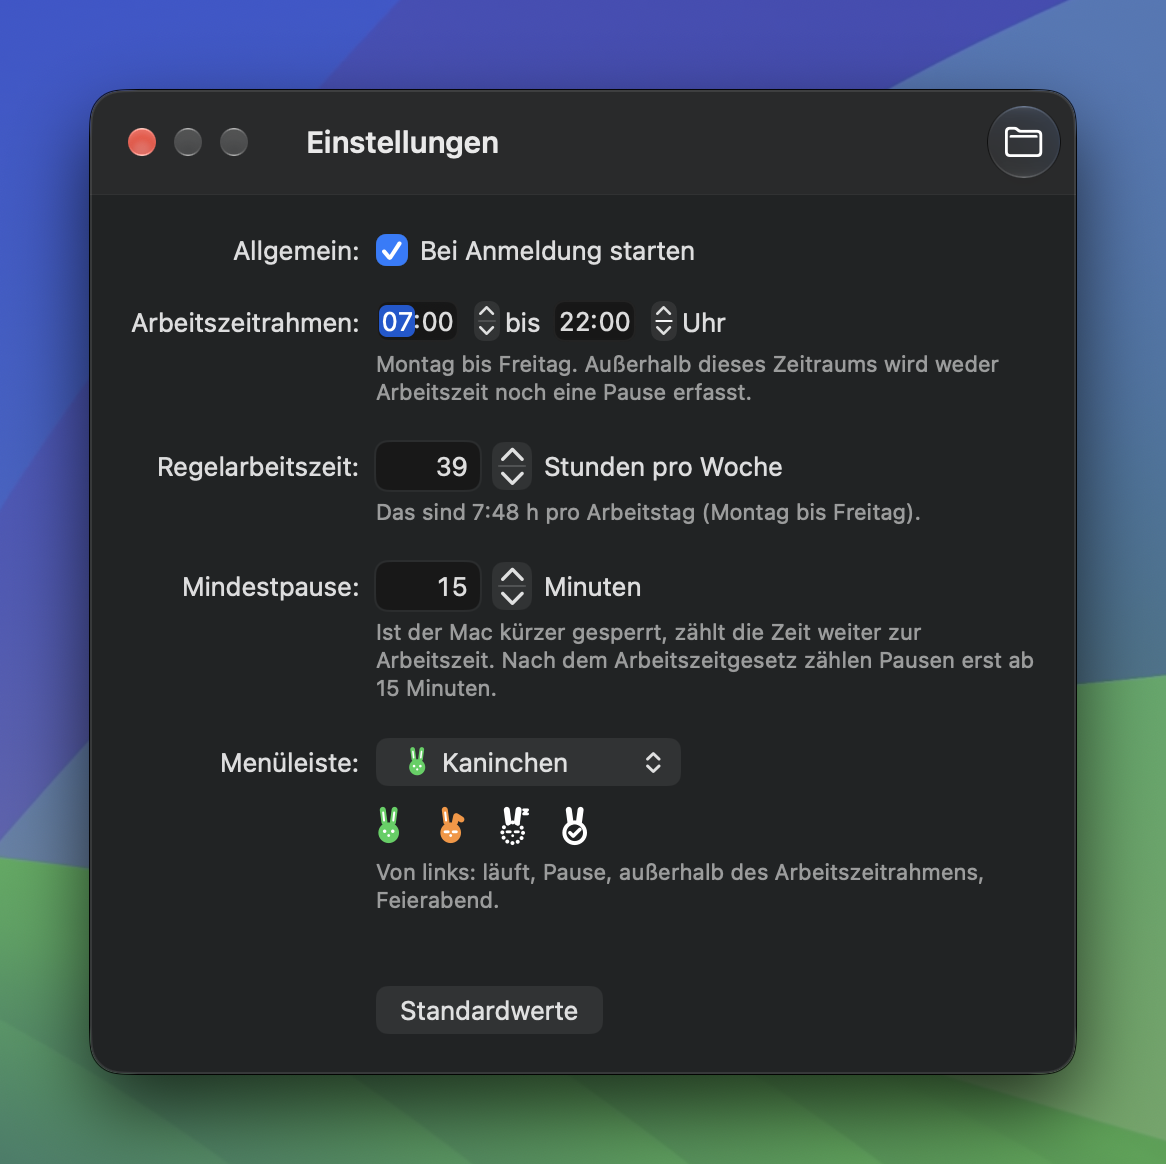 Einstellungen
Allgemein: Bei Anmeldung starten
Arbeitszeitrahmen: 07:00 bis 22:00 Uhr
Montag bis Freitag. Außerhalb dieses Zeitraums wird weder
Arbeitszeit noch eine Pause erfasst.
Regelarbeitszeit: 39 Stunden pro Woche
Das sind 7:48 h pro Arbeitstag (Montag bis Freitag).
Mindestpause: 15 Minuten
Ist der Mac kürzer gesperrt, zählt die Zeit weiter zur
Arbeitszeit. Nach dem Arbeitszeitgesetz zählen Pausen erst ab
15 Minuten.
Menüleiste: Kaninchen
Von links: läuft, Pause, außerhalb des Arbeitszeitrahmens,
Feierabend.
Standardwerte